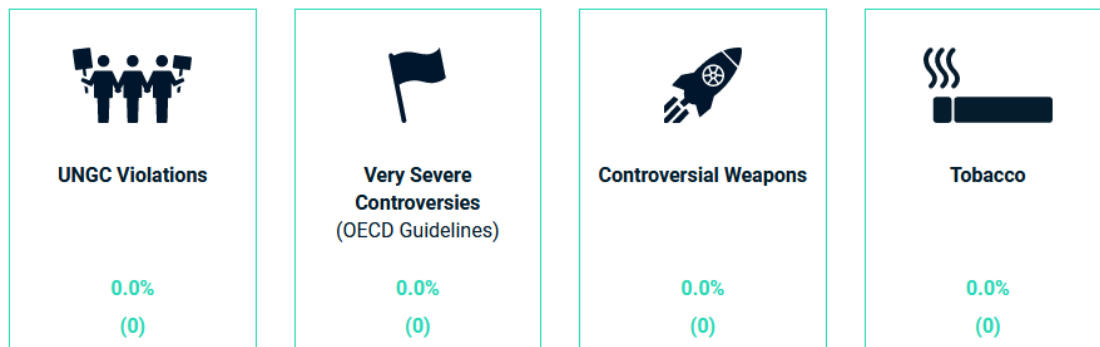 UNGC Violations
Very Severe
Controversies
(OECD Guidelines)
Controversial Weapons
Tobacco
0.0%
(0)
0.0%
(0)
0.0%
(0)
0.0%
(0)